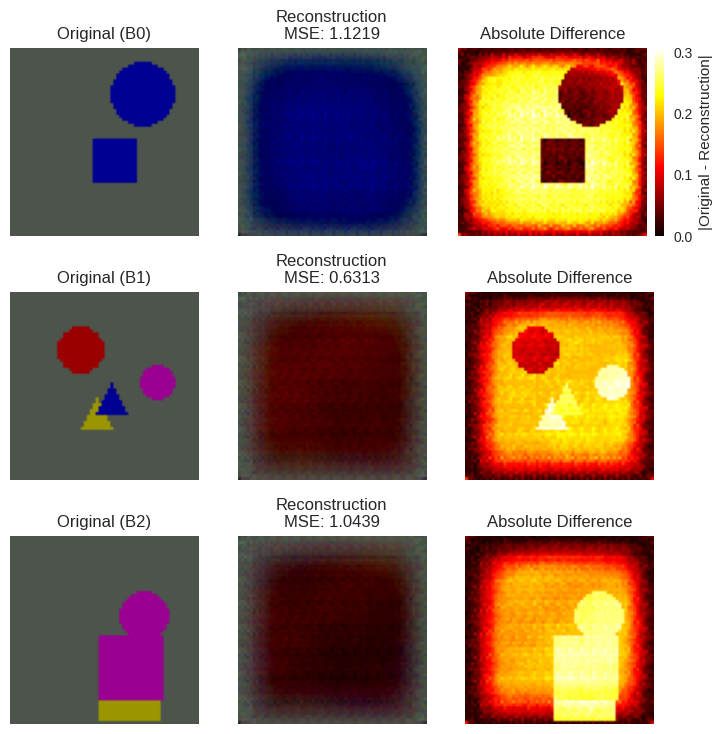 Original (B0)
Reconstruction
MSE: 1.1219
Absolute Difference
0.3
0.2
0.1
0.0
|Original - Reconstruction|
Original (B1)
Reconstruction
MSE: 0.6313
Absolute Difference
Original (B2)
Reconstruction
MSE: 1.0439
Absolute Difference